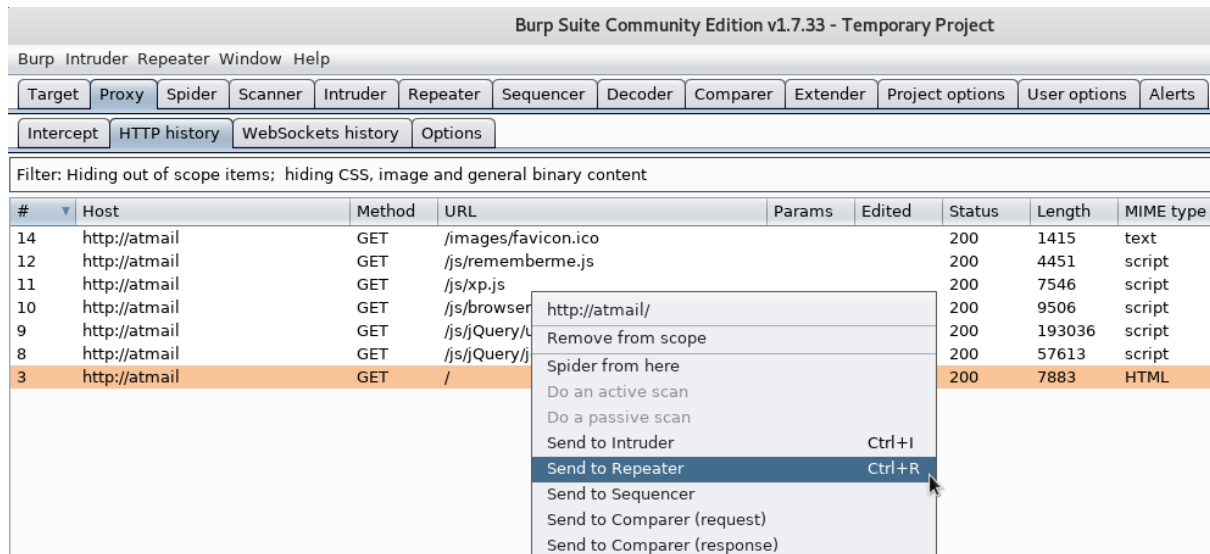 Burp Suite Community Edition v1.7.33 - Temporary Project
Burp Intruder Repeater Window Help
Target Proxy Spider Scanner Intruder Repeater Sequencer Decoder Comparer Extender Project options User options Alerts
Intercept HTTP history WebSockets history Options
Filter: Hiding out of scope items; hiding CSS, image and general binary content
# Host Method URL Params Edited Status Length MIME type
14 http://atmail GET /images/favicon.ico 200 1415 text
12 http://atmail GET /js/rememberme.js 200 4451 script
11 http://atmail GET /js/xp.js 200 7546 script
10 http://atmail GET /js/browser 200 9506 script
9 http://atmail GET /js/jQuery/u 200 193036 script
8 http://atmail GET /js/jQuery/j 200 57613 script
3 http://atmail GET / 200 7883 HTML
http://atmail/
Remove from scope
Spider from here
Do an active scan
Do a passive scan
Send to Intruder Ctrl+I
Send to Repeater Ctrl+R
Send to Sequencer
Send to Comparer (request)
Send to Comparer (response)